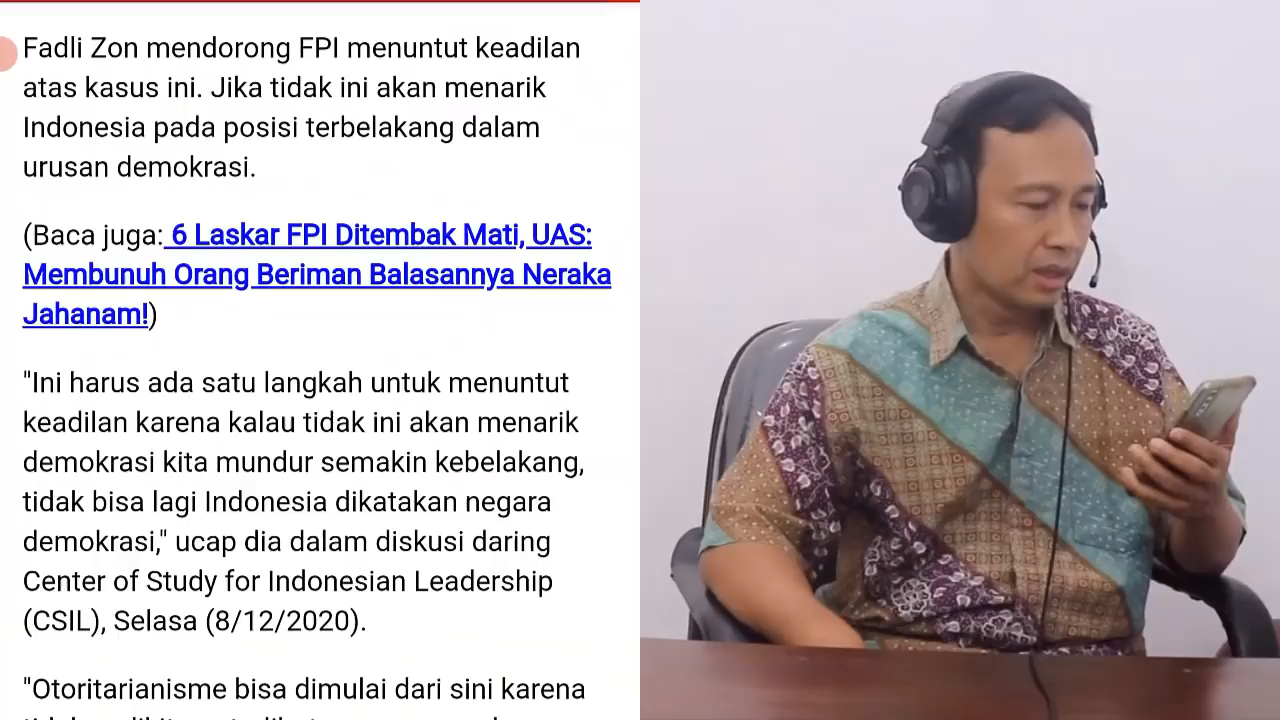 Fadli Zon mendorong FPI menuntut keadilan
atas kasus ini. Jika tidak ini akan menarik
Indonesia pada posisi terbelakang dalam
urusan demokrasi.
(Baca juga: 6 Laskar FPI Ditembak Mati, UAS:
Membunuh Orang Beriman Balasannya Neraka
Jahanam!)
"Ini harus ada satu langkah untuk menuntut
keadilan karena kalau tidak ini akan menarik
demokrasi kita mundur semakin kebelakang,
tidak bisa lagi Indonesia dikatakan negara
demokrasi," ucap dia dalam diskusi daring
Center of Study for Indonesian Leadership
(CSIL), Selasa (8/12/2020).
"Otoritarianisme bisa dimulai dari sini karena